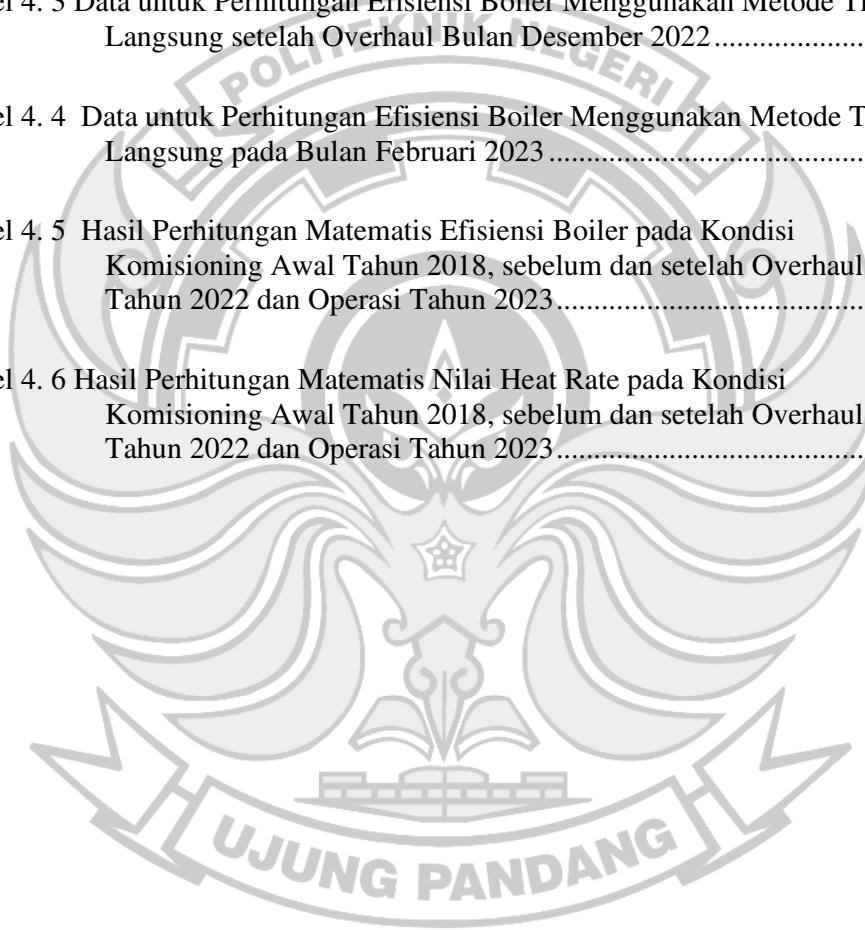 el 4. 3 Data untuk Perhitungan Efisiensi Boiler Menggunakan Metode Ti
Langsung setelah Overhaul Bulan Desember 2022....................
el 4. 4 Data untuk Perhitungan Efisiensi Boiler Menggunakan Metode T
Langsung pada Bulan Februari 2023.......................................
el 4. 5 Hasil Perhitungan Matematis Efisiensi Boiler pada Kondisi
Komisioning Awal Tahun 2018, sebelum dan setelah Overhaul
Tahun 2022 dan Operasi Tahun 2023......................................
el 4. 6 Hasil Perhitungan Matematis Nilai Heat Rate pada Kondisi
Komisioning Awal Tahun 2018, sebelum dan setelah Overhaul
Tahun 2022 dan Operasi Tahun 2023......................................
POLITEKNIK NEGERI
UJUNG PANDANG